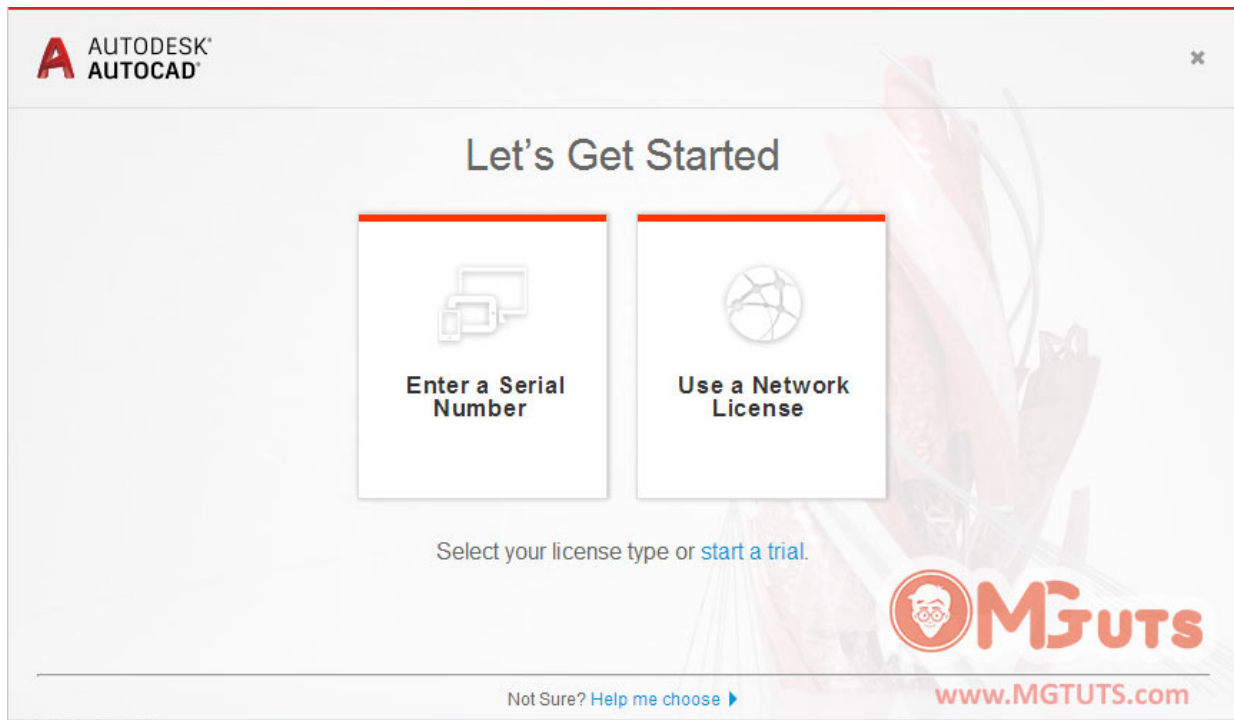 AUTODESK®
AUTOCAD®
Let's Get Started
Enter a Serial
Number
Use a Network
License
Select your license type or start a trial.
MGTUTS
www.MGTUTS.com
Not Sure? Help me choose